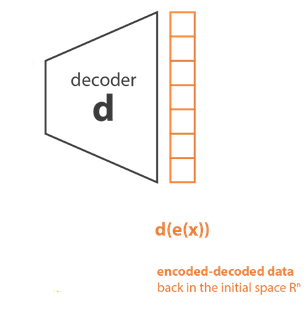 decoder
d
d(e(x))
encoded-decoded data
back in the initial space Rⁿ